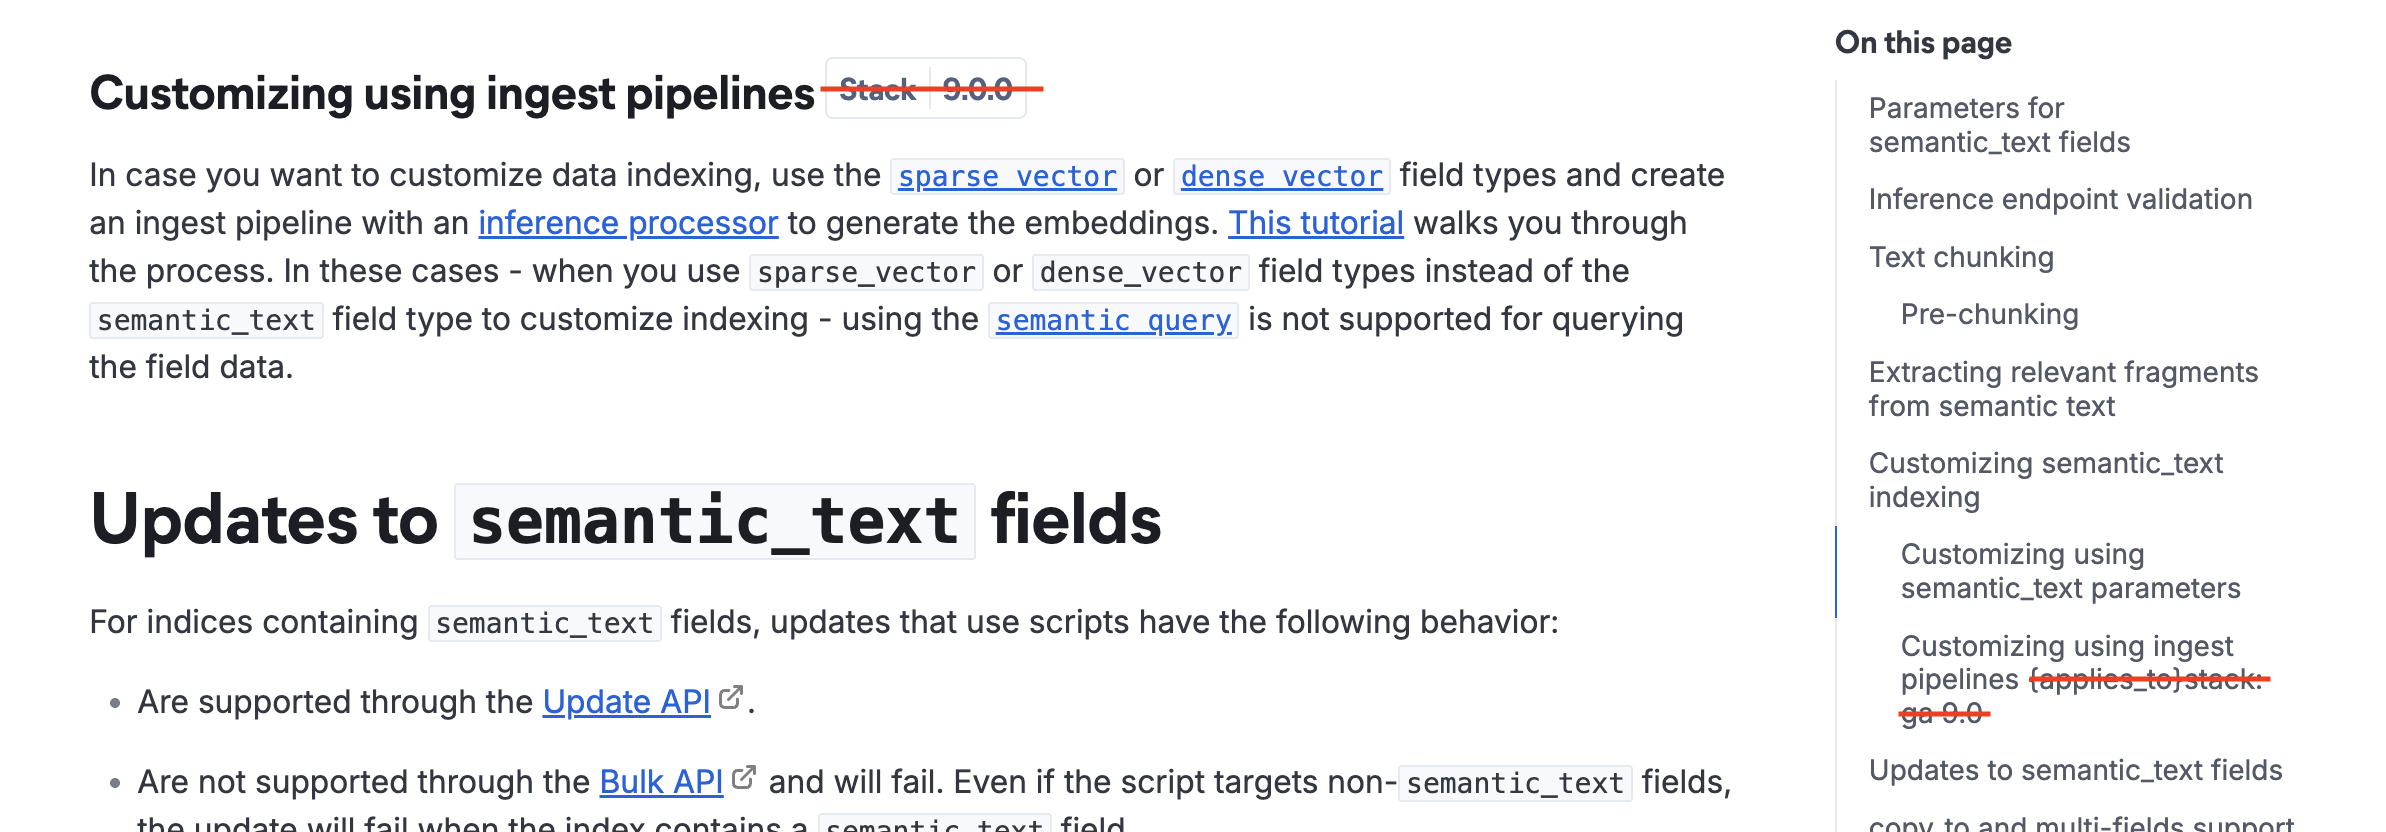 Customizing using ingest pipelines Stack 9.0.0
In case you want to customize data indexing, use the sparse_vector or dense_vector field types and create
an ingest pipeline with an inference processor to generate the embeddings. This tutorial walks you through
the process. In these cases - when you use sparse_vector or dense_vector field types instead of the
semantic_text field type to customize indexing - using the semantic query is not supported for querying
the field data.
Updates to semantic_text fields
For indices containing semantic_text fields, updates that use scripts have the following behavior:
• Are supported through the Update API.
• Are not supported through the Bulk API and will fail. Even if the script targets non-semantic_text fields,
the update will fail when the index contains a semantic_text field.
On this page
Parameters for
semantic_text fields
Inference endpoint validation
Text chunking
Pre-chunking
Extracting relevant fragments
from semantic text
Customizing semantic_text
indexing
Customizing using
semantic_text parameters
Customizing using ingest
pipelines {applies_to}stack:
ga 9.0
Updates to semantic_text fields
copy_to and multi-fields support